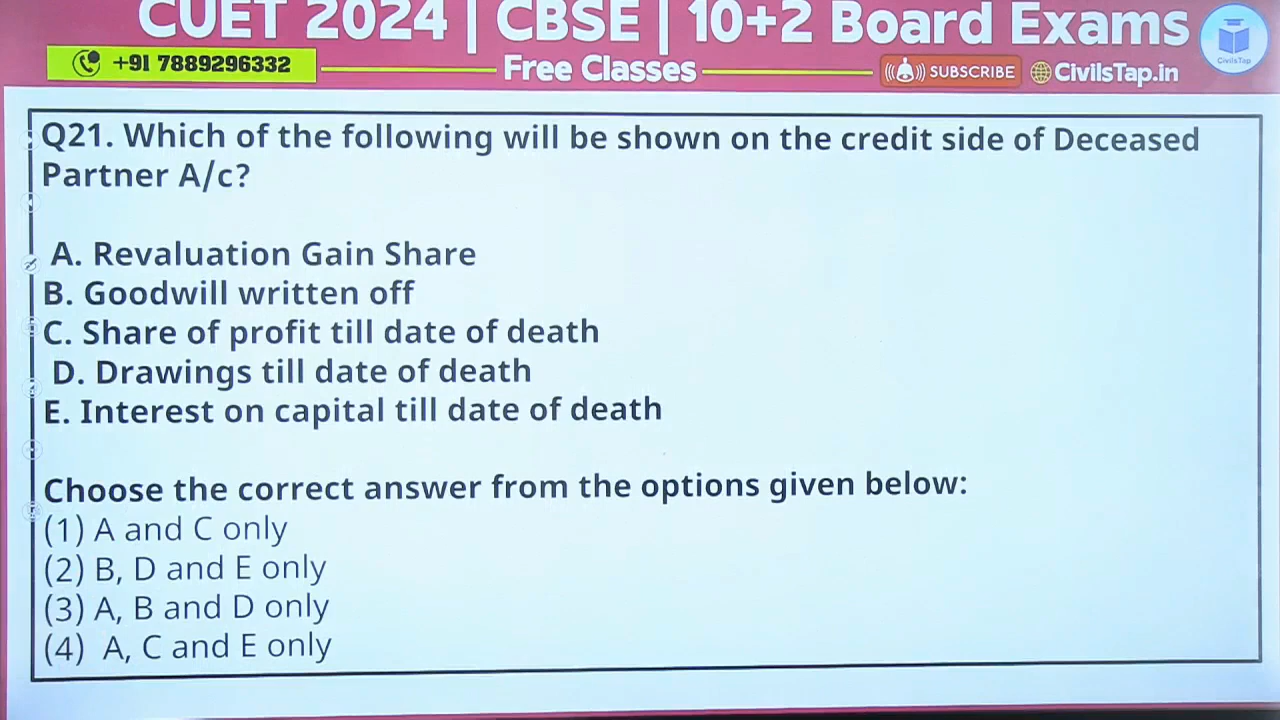 CUET 2024 | CBSE | 10+2 Board Exams
+91 7889296332
Free Classes
SUBSCRIBE
CivilsTap.in
CivilsTap
Q21. Which of the following will be shown on the credit side of Deceased
Partner A/c?
A. Revaluation Gain Share
B. Goodwill written off
C. Share of profit till date of death
D. Drawings till date of death
E. Interest on capital till date of death
Choose the correct answer from the options given below:
(1) A and C only
(2) B, D and E only
(3) A, B and D only
(4) A, C and E only